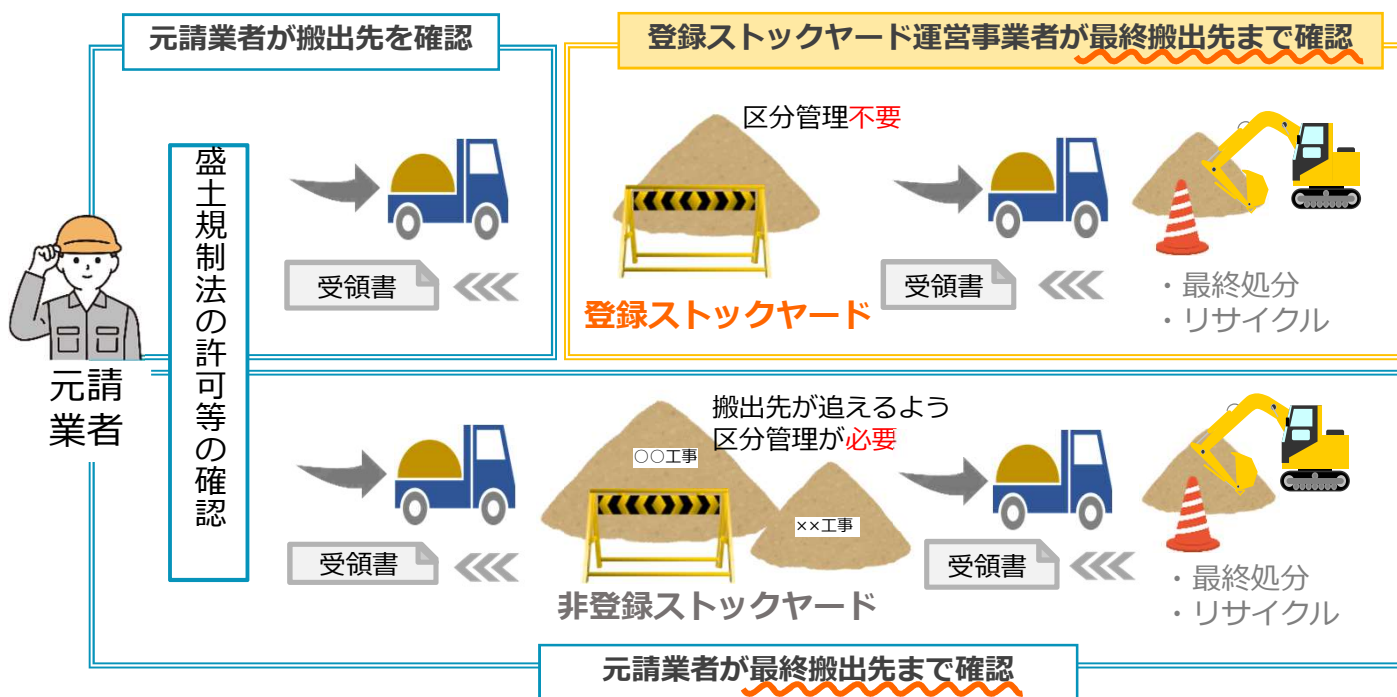 元請業者が搬出先を確認
登録ストックヤード運営事業者が最終搬出先まで確認
盛土規制法の許可等の確認
元請
業者
受領書
区分管理不要
登録ストックヤード
受領書
・最終処分
・リサイクル
搬出先が追えるよう
区分管理が必要
○○工事
××工事
受領書
非登録ストックヤード
受領書
・最終処分
・リサイクル
元請業者が最終搬出先まで確認